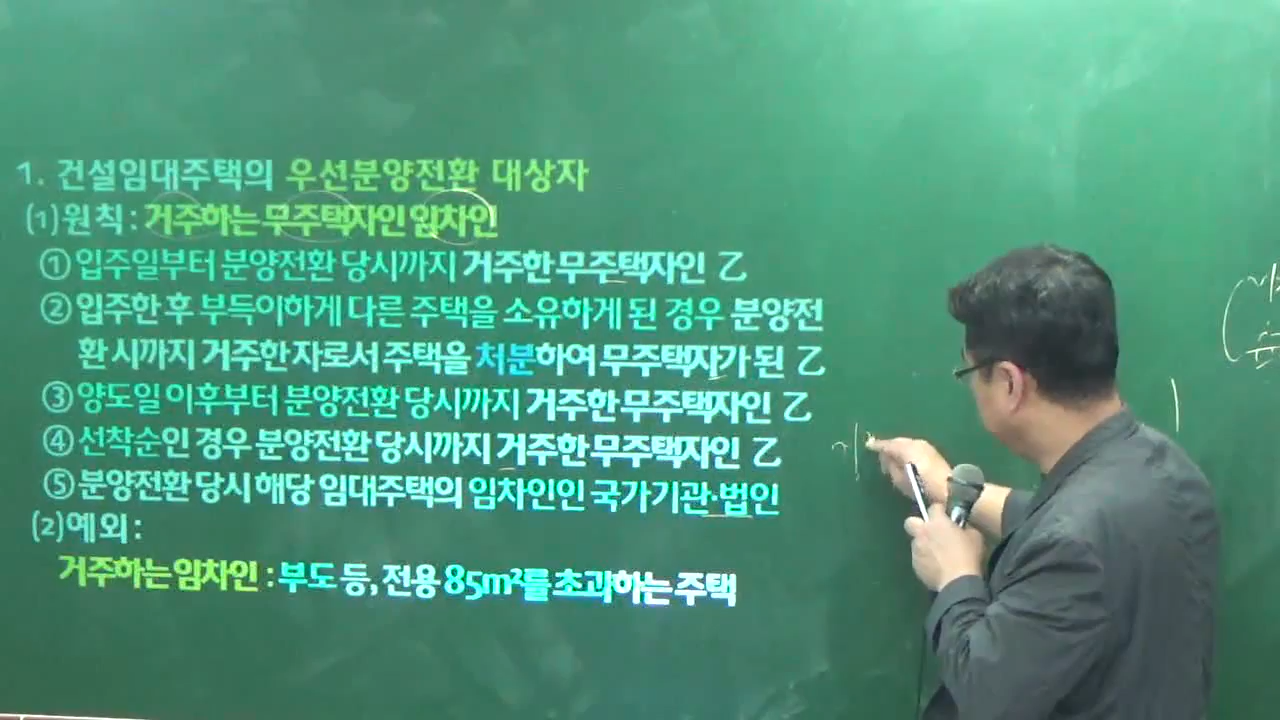 1. 건설임대주택의 우선분양전환 대상자
(1)원칙 : 거주하는 무주택자인 임차인
① 입주일부터 분양전환 당시까지 거주한 무주택자인 乙
② 입주한 후 부득이하게 다른 주택을 소유하게 된 경우 분양전
환 시까지 거주한 자로서 주택을 처분하여 무주택자가 된 乙
③ 양도일 이후부터 분양전환 당시까지 거주한 무주택자인 乙
④ 선착순인 경우 분양전환 당시까지 거주한 무주택자인 乙
⑤ 분양전환 당시 해당 임대주택의 임차인인 국가기관·법인
(2)예외 :
거주하는 임차인 : 부도 등, 전용 85m²를 초과하는 주택